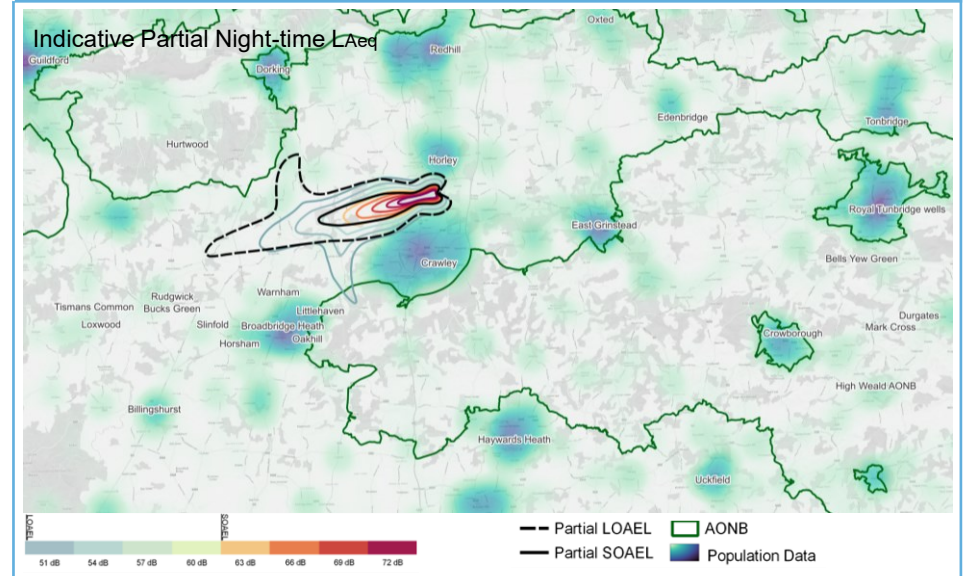 Indicative Partial Night-time LAeq
Oxted
Redhill
Guildford
Dorking
Edenbridge
Tonbridge
Hurtwood
Horley
Royal Tunbridge wells
East Grinstead
Bells Yew Green
Crawley
Warnham
Rudgwick
Tismans Common
Bucks Green
Littlehaven
Durgates
Loxwood
Slinfold
Broadbridge Heath
Mark Cross
Crowborough
Horsham
Oakhill
High Weald AONB
Billingshurst
Haywards Heath
Uckfield
LOAEL
SOAEL
51 dB 54 dB 57 dB 60 dB 63 dB 66 dB 69 dB 72 dB
Partial LOAEL
AONB
Partial SOAEL
Population Data